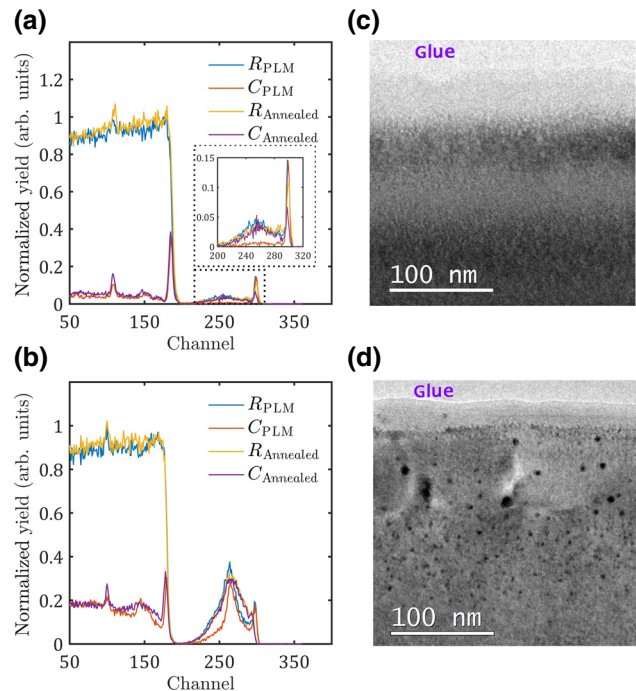 (a)
Normalized yield (arb. units)
1.2
1
0.8
0.6
0.4
0.2
0
50
150
250
350
Channel
R_PLM
C_PLM
R_Annealed
C_Annealed
0.15
0.1
0.05
0
200
240
280
320
(c)
Glue
100 nm
(b)
Normalized yield (arb. units)
1
0.8
0.6
0.4
0.2
0
50
150
250
350
Channel
R_PLM
C_PLM
R_Annealed
C_Annealed
(d)
Glue
100 nm